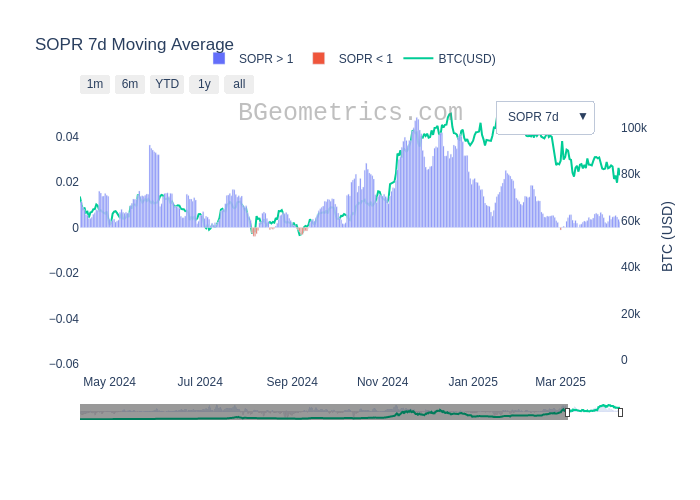 SOPR 7d Moving Average
SOPR > 1
SOPR < 1
BTC(USD)
1m
6m
YTD
1y
all
BGeometrics.com
SOPR 7d ▼
0.04
0.02
0
−0.02
−0.04
−0.06
100k
80k
60k
40k
20k
0
BTC (USD)
May 2024
Jul 2024
Sep 2024
Nov 2024
Jan 2025
Mar 2025